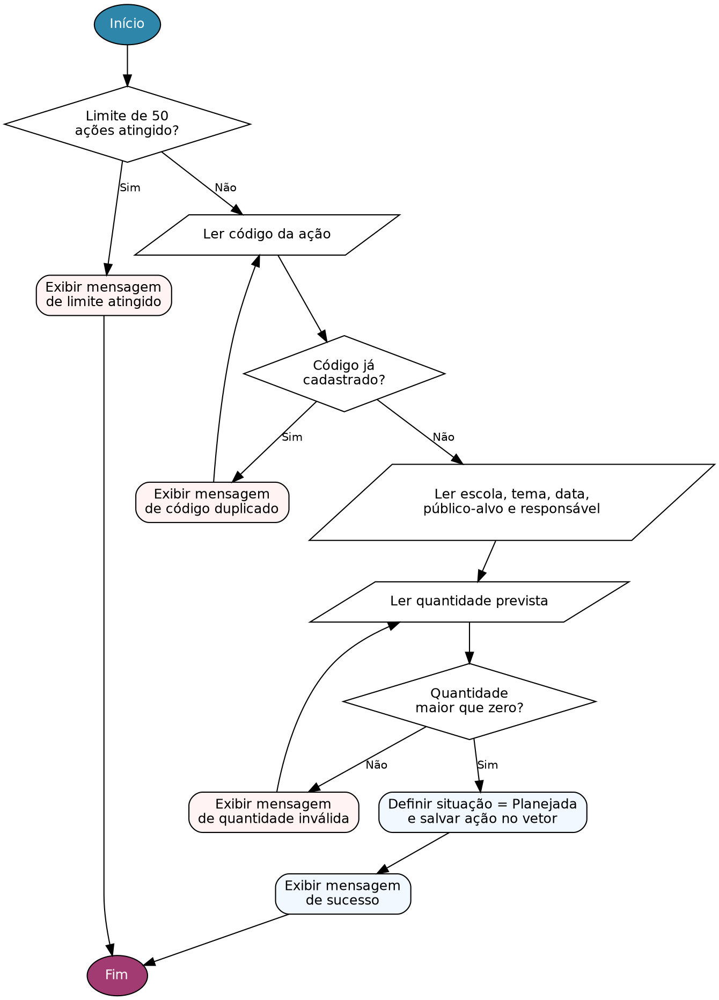 Início
Limite de 50
ações atingido?
Sim
Não
Ler código da ação
Exibir mensagem
de limite atingido
Código já
cadastrado?
Sim
Não
Exibir mensagem
de código duplicado
Ler escola, tema, data,
público-alvo e responsável
Ler quantidade prevista
Quantidade
maior que zero?
Não
Sim
Exibir mensagem
de quantidade inválida
Definir situação = Planejada
e salvar ação no vetor
Exibir mensagem
de sucesso
Fim